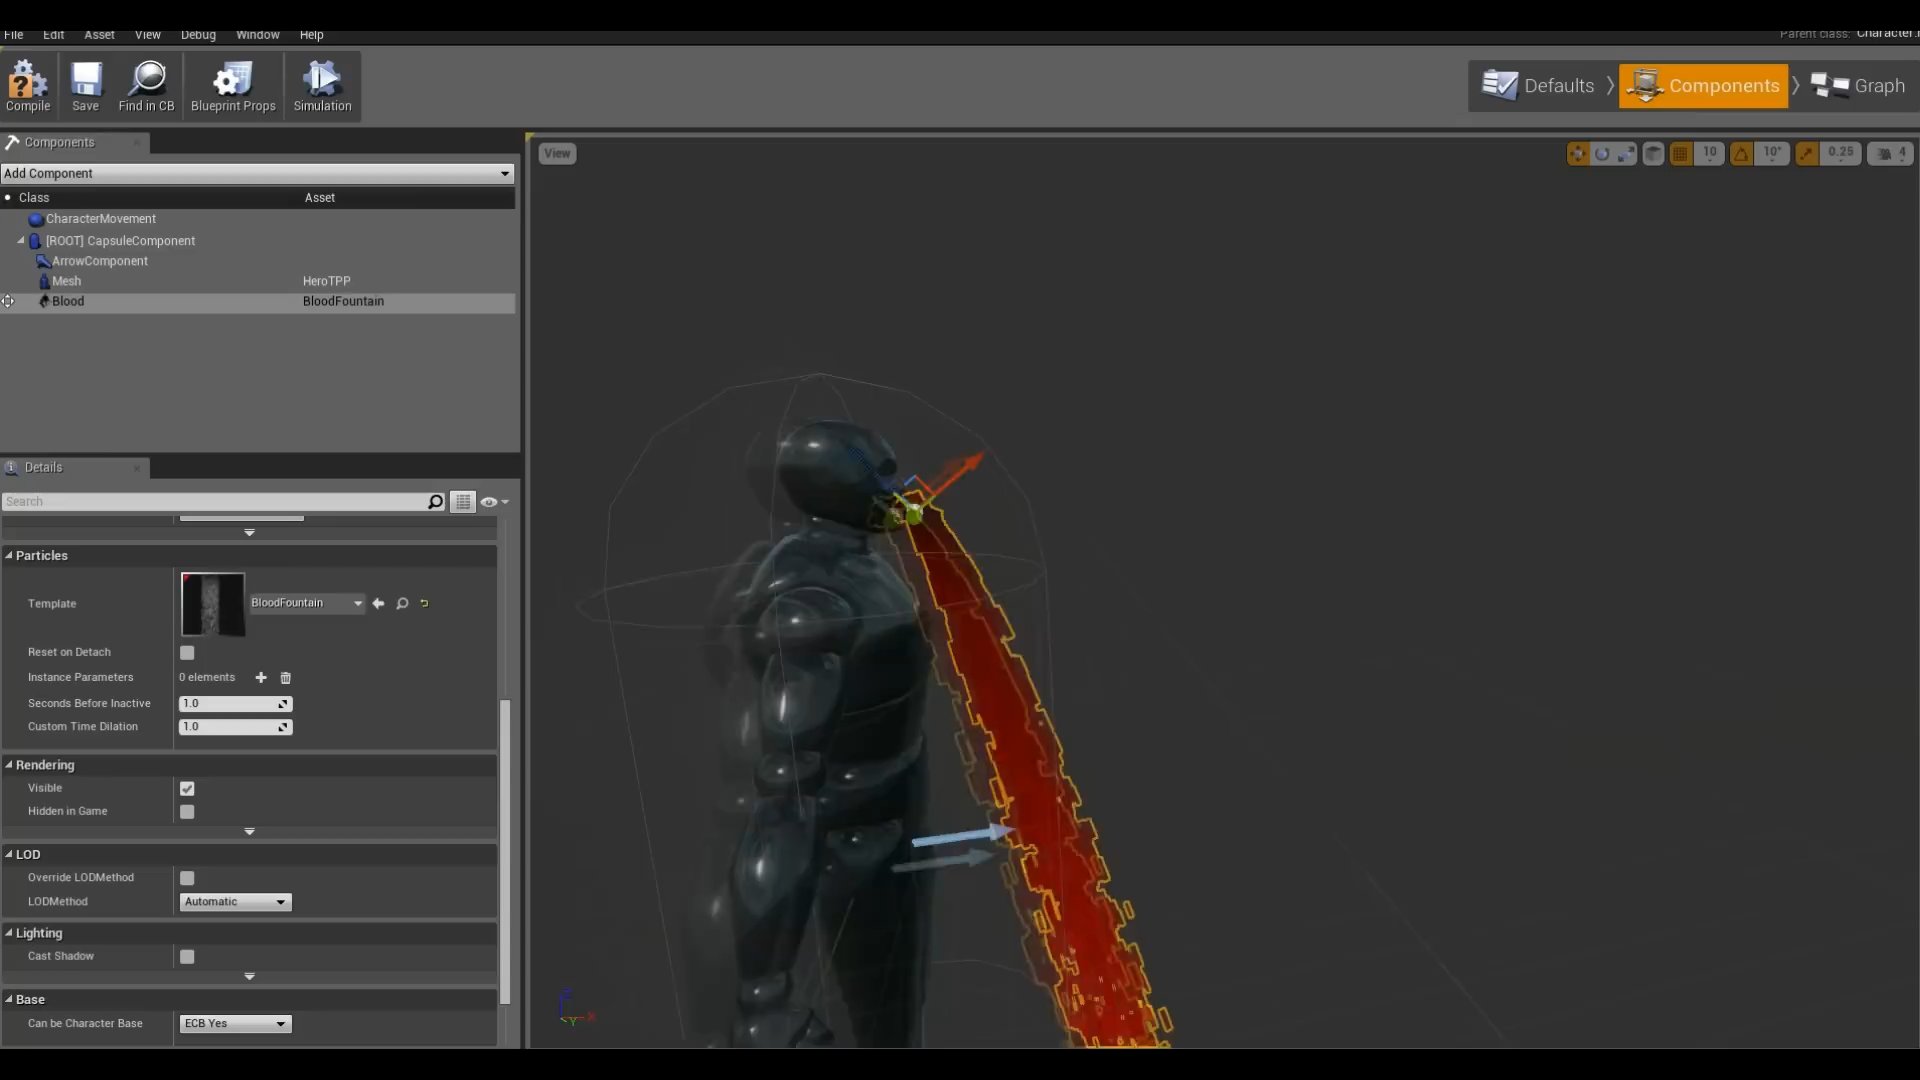 File Edit Asset View Debug Window Help
Parent class: Character
Compile Save Find in CB Blueprint Props Simulation
Defaults Components Graph
Components
Add Component
Class Asset
CharacterMovement
[ROOT] CapsuleComponent
ArrowComponent
Mesh HeroTPP
Blood BloodFountain
View
10 10° 0.25 4
Details
Search
Particles
Template BloodFountain
Reset on Detach
Instance Parameters 0 elements
Seconds Before Inactive 1.0
Custom Time Dilation 1.0
Rendering
Visible
Hidden in Game
LOD
Override LODMethod
LODMethod Automatic
Lighting
Cast Shadow
Base
Can be Character Base ECB Yes
Z
X
Y